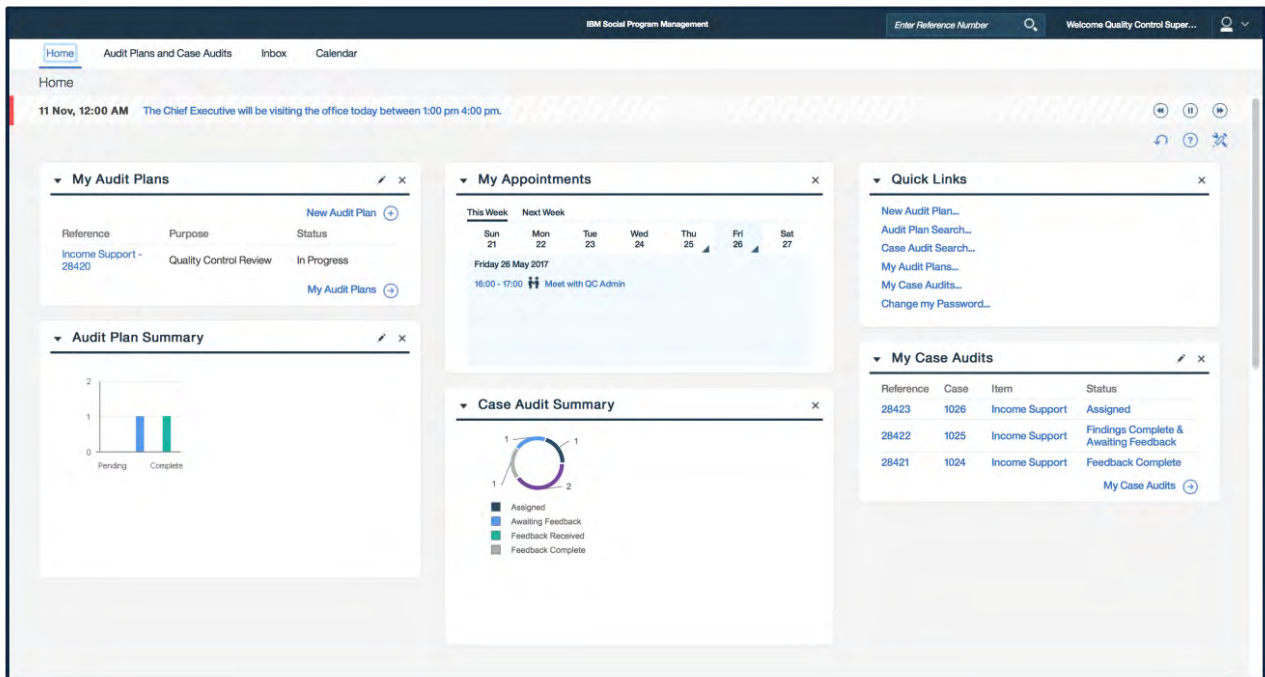 IBM Social Program Management
Enter Reference Number
Welcome Quality Control Super...
Home
Audit Plans and Case Audits
Inbox
Calendar
Home
11 Nov, 12:00 AM The Chief Executive will be visiting the office today between 1:00 pm 4:00 pm.
My Audit Plans
New Audit Plan
Reference Purpose Status
Income Support - 
28420
Quality Control Review
In Progress
My Audit Plans
Audit Plan Summary
2
1
0
Pending Complete
My Appointments
This Week Next Week
Sun Mon Tue Wed Thu Fri Sat
21 22 23 24 25 26 27
Friday 26 May 2017
16:00 - 17:00 Meet with QC Admin
Case Audit Summary
1 1
1 2
Assigned
Awaiting Feedback
Feedback Received
Feedback Complete
Quick Links
New Audit Plan...
Audit Plan Search...
Case Audit Search...
My Audit Plans...
My Case Audits...
Change my Password...
My Case Audits
Reference Case Item Status
28423 1026 Income Support Assigned
28422 1025 Income Support Findings Complete &
Awaiting Feedback
28421 1024 Income Support Feedback Complete
My Case Audits